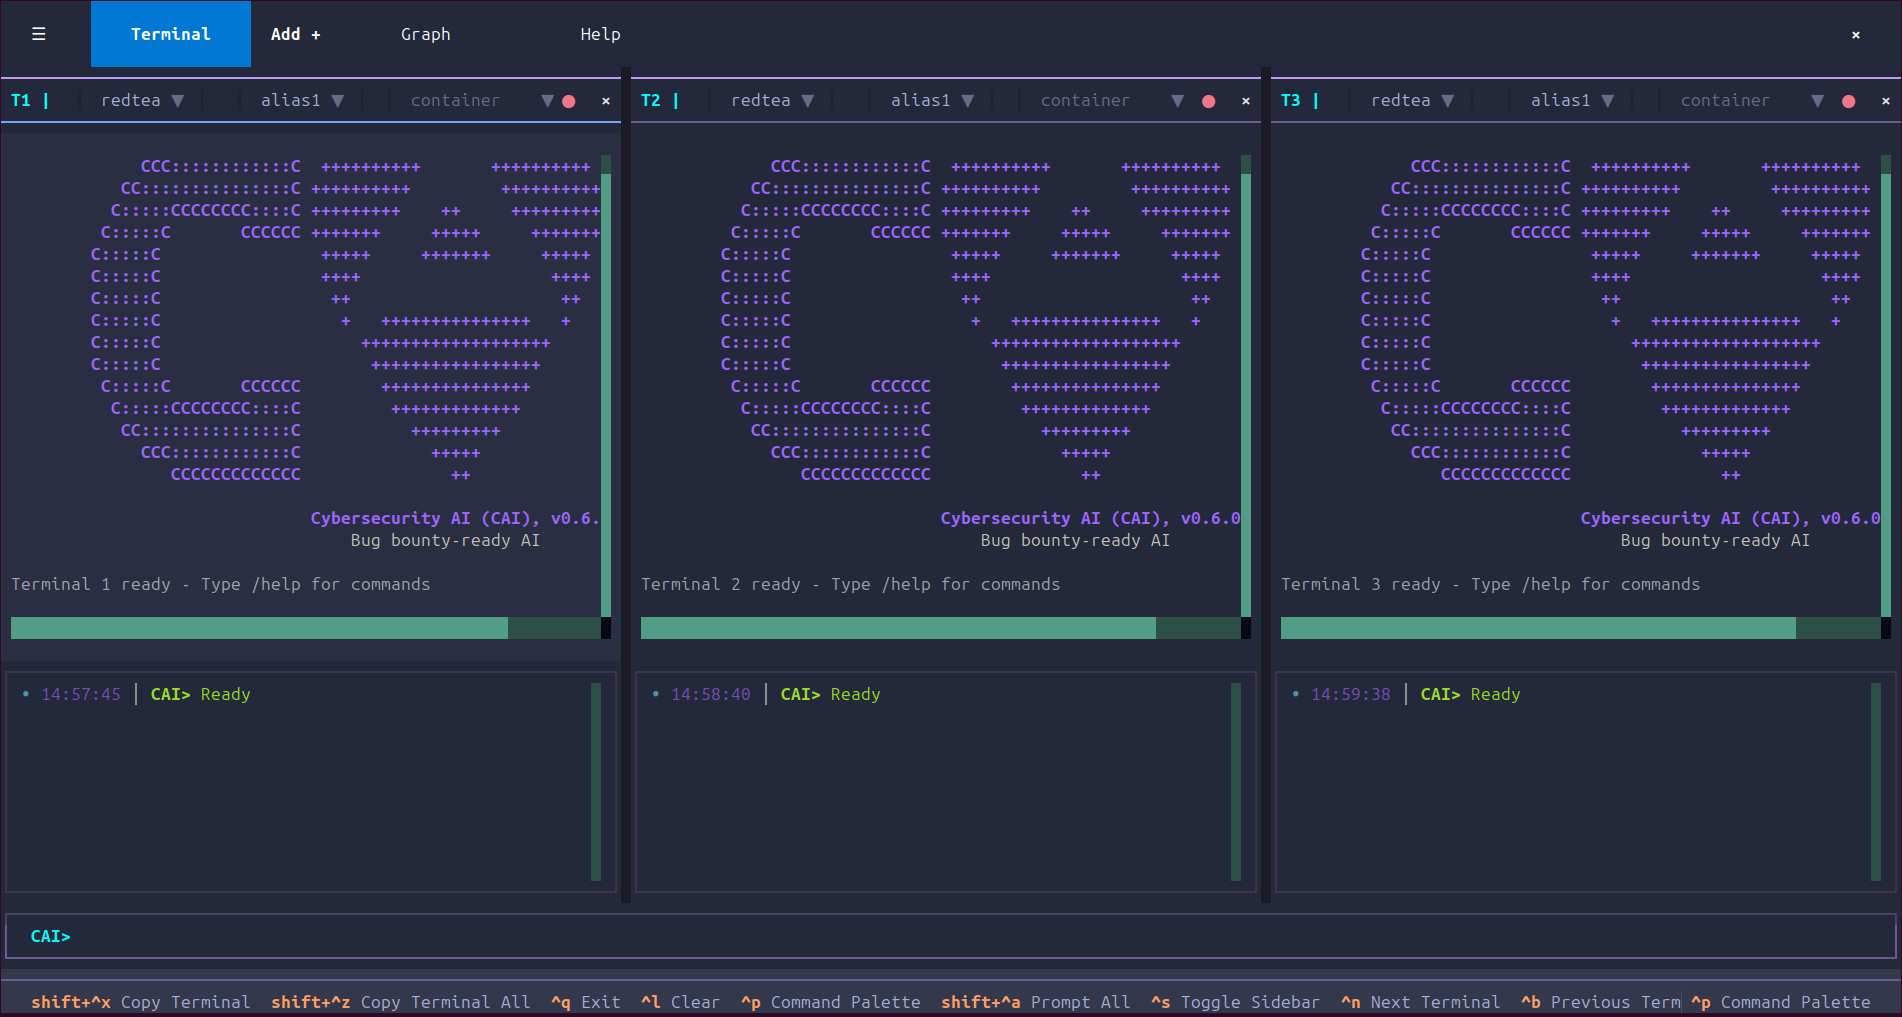 ☰ Terminal Add + Graph Help ×
T1 | redtea ▼ alias1 ▼ container ▼ ● ×
CCC::::::::::::C  ++++++++++       ++++++++++
CC::::::::::::::C ++++++++++         ++++++++++
C:::::CCCCCCCC::::C +++++++++    ++     +++++++++
C:::::C       CCCCCC +++++++     +++++     +++++++
C:::::C                +++++     +++++++     +++++
C:::::C                ++++                   ++++
C:::::C                 ++                     ++
C:::::C                  +   +++++++++++++++   +
C:::::C                    +++++++++++++++++++
C:::::C                     +++++++++++++++++
C:::::C       CCCCCC        +++++++++++++++
C:::::CCCCCCCC::::C         +++++++++++++
CC::::::::::::::C           +++++++++
CCC::::::::::::C             +++++
CCCCCCCCCCCCC               ++
Cybersecurity AI (CAI), v0.6.
Bug bounty-ready AI
Terminal 1 ready - Type /help for commands
• 14:57:45 │ CAI> Ready
T2 | redtea ▼ alias1 ▼ container ▼ ● ×
CCC::::::::::::C  ++++++++++       ++++++++++
CC::::::::::::::C ++++++++++         ++++++++++
C:::::CCCCCCCC::::C +++++++++    ++     +++++++++
C:::::C       CCCCCC +++++++     +++++     +++++++
C:::::C                +++++     +++++++     +++++
C:::::C                ++++                   ++++
C:::::C                 ++                     ++
C:::::C                  +   +++++++++++++++   +
C:::::C                    +++++++++++++++++++
C:::::C                     +++++++++++++++++
C:::::C       CCCCCC        +++++++++++++++
C:::::CCCCCCCC::::C         +++++++++++++
CC::::::::::::::C           +++++++++
CCC::::::::::::C             +++++
CCCCCCCCCCCCC               ++
Cybersecurity AI (CAI), v0.6.0
Bug bounty-ready AI
Terminal 2 ready - Type /help for commands
• 14:58:40 │ CAI> Ready
T3 | redtea ▼ alias1 ▼ container ▼ ● ×
CCC::::::::::::C  ++++++++++       ++++++++++
CC::::::::::::::C ++++++++++         ++++++++++
C:::::CCCCCCCC::::C +++++++++    ++     +++++++++
C:::::C       CCCCCC +++++++     +++++     +++++++
C:::::C                +++++     +++++++     +++++
C:::::C                ++++                   ++++
C:::::C                 ++                     ++
C:::::C                  +   +++++++++++++++   +
C:::::C                    +++++++++++++++++++
C:::::C                     +++++++++++++++++
C:::::C       CCCCCC        +++++++++++++++
C:::::CCCCCCCC::::C         +++++++++++++
CC::::::::::::::C           +++++++++
CCC::::::::::::C             +++++
CCCCCCCCCCCCC               ++
Cybersecurity AI (CAI), v0.6.0
Bug bounty-ready AI
Terminal 3 ready - Type /help for commands
• 14:59:38 │ CAI> Ready
CAI>
shift+^x Copy Terminal shift+^z Copy Terminal All ^q Exit ^l Clear ^p Command Palette shift+^a Prompt All ^s Toggle Sidebar ^n Next Terminal ^b Previous Term ^p Command Palette